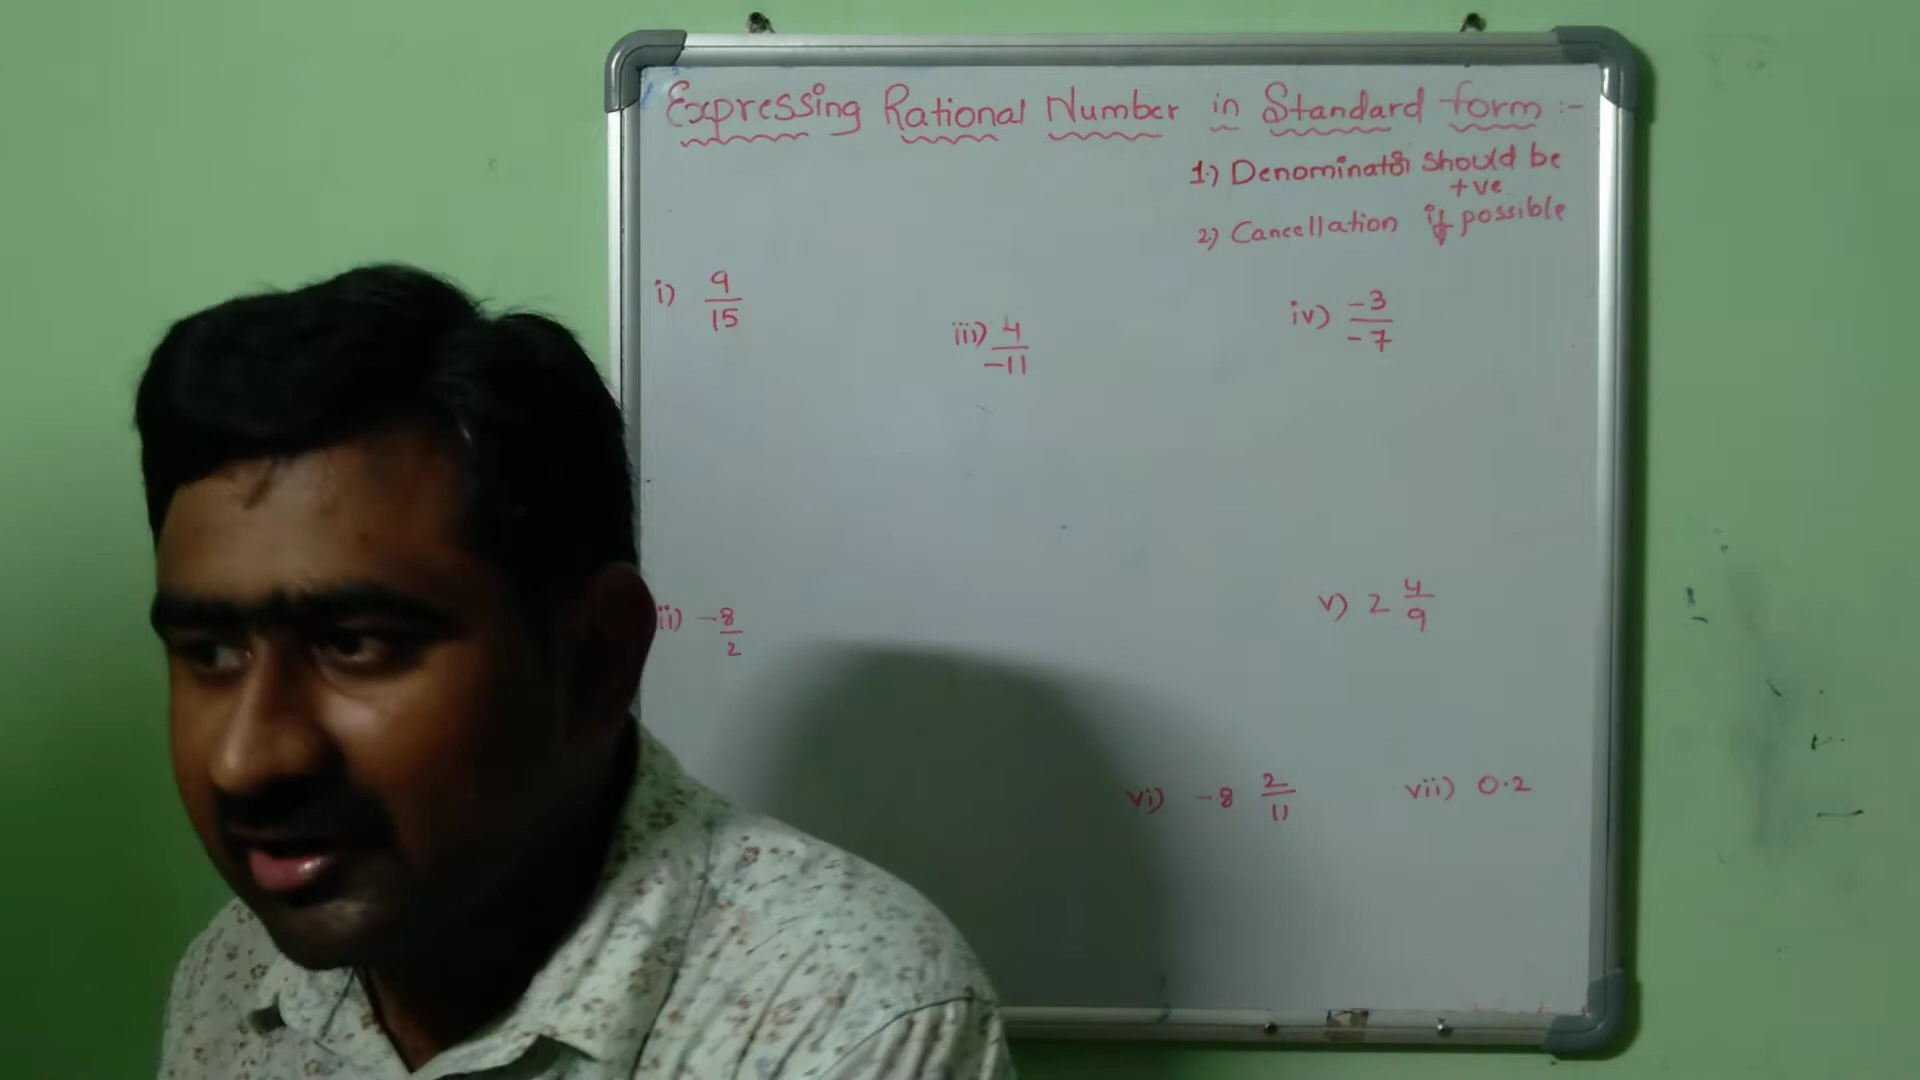 Expressing Rational Number in Standard form :-
1.) Denominator should be
+ve
2.) Cancellation if possible
i) 9/15
iii) 4/-11
iv) -3/-7
ii) -8/2
v) 2 4/9
vi) -8 2/11
vii) 0.2